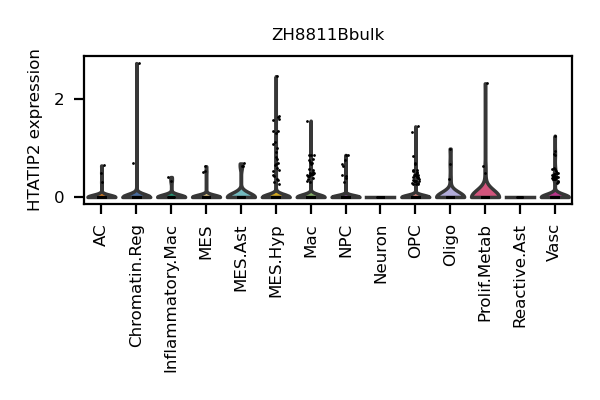 ZH8811Bbulk
HTATIP2 expression
2
0
AC
Chromatin.Reg
Inflammatory.Mac
MES
MES.Ast
MES.Hyp
Mac
NPC
Neuron
OPC
Oligo
Prolif.Metab
Reactive.Ast
Vasc